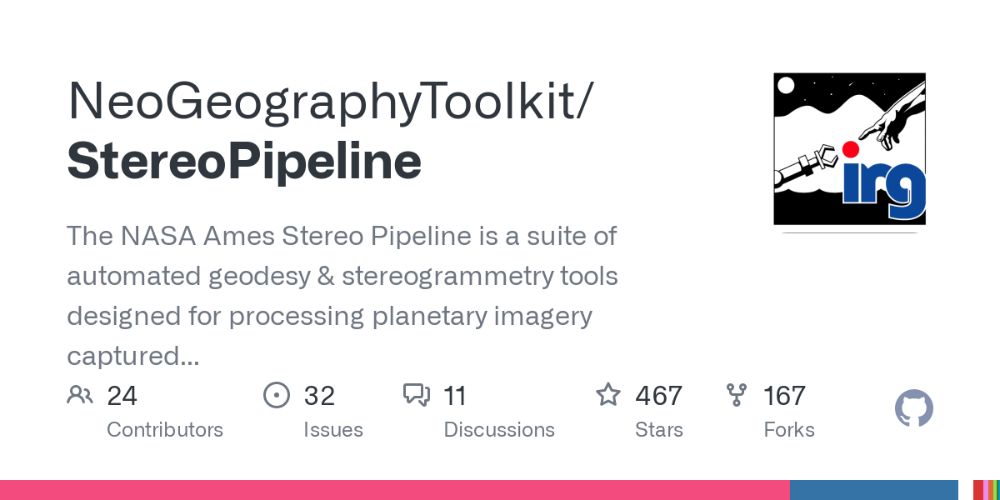 NeoGeographyToolkit/
StereoPipeline
irg
The NASA Ames Stereo Pipeline is a suite of
automated geodesy & stereogrammetry tools
designed for processing planetary imagery
captured...
24
Contributors
32
Issues
11
Discussions
467
Stars
167
Forks